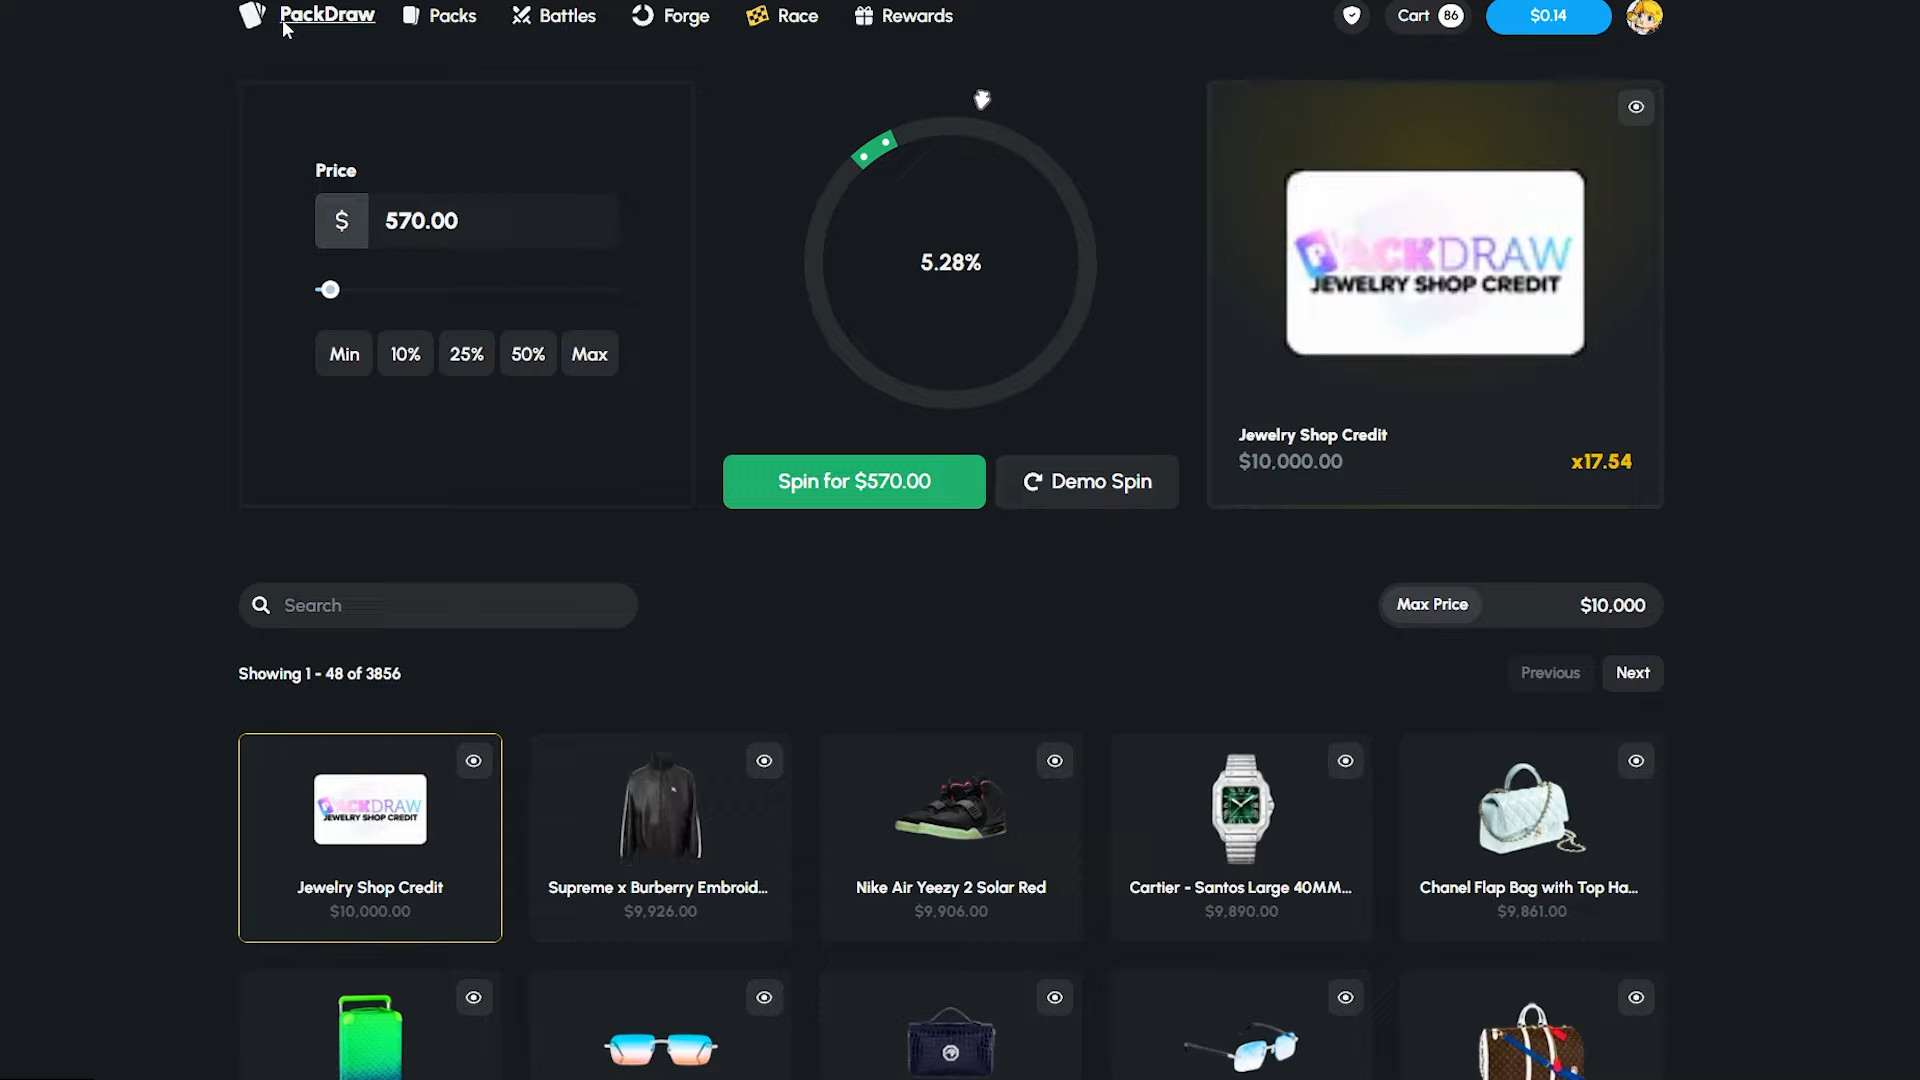 PackDraw
Packs
Battles
Forge
Race
Rewards
Cart 86
$0.14
Price
$ 570.00
Min 10% 25% 50% Max
5.28%
Spin for $570.00
Demo Spin
PACKDRAW
JEWELRY SHOP CREDIT
Jewelry Shop Credit
$10,000.00
x17.54
Search
Max Price $10,000
Showing 1 - 48 of 3856
Previous
Next
PACKDRAW
JEWELRY SHOP CREDIT
Jewelry Shop Credit
$10,000.00
Supreme x Burberry Embroid...
$9,926.00
Nike Air Yeezy 2 Solar Red
$9,906.00
Cartier - Santos Large 40MM...
$9,890.00
Chanel Flap Bag with Top Ha...
$9,861.00